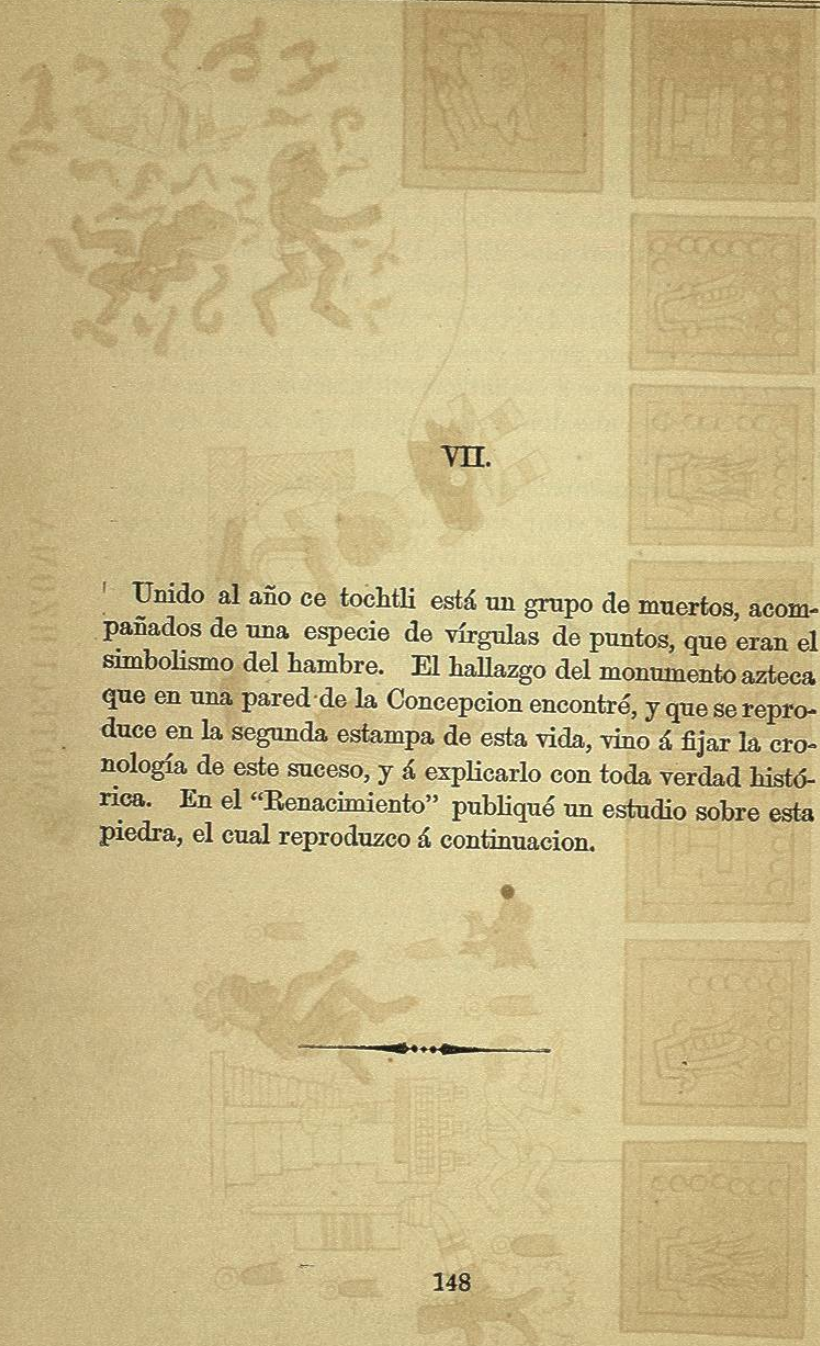 VII.
Unido al año ce tochtli está un grupo de muertos, acom-
pañados de una especie de vírgulas de puntos, que eran el
simbolismo del hambre. El hallazgo del monumento azteca
que en una pared de la Concepcion encontré, y que se repro-
duce en la segunda estampa de esta vida, vino á fijar la cro-
nología de este suceso, y á explicarlo con toda verdad histó-
rica. En el “Renacimiento” publiqué un estudio sobre esta
piedra, el cual reproduzco á continuacion.
148